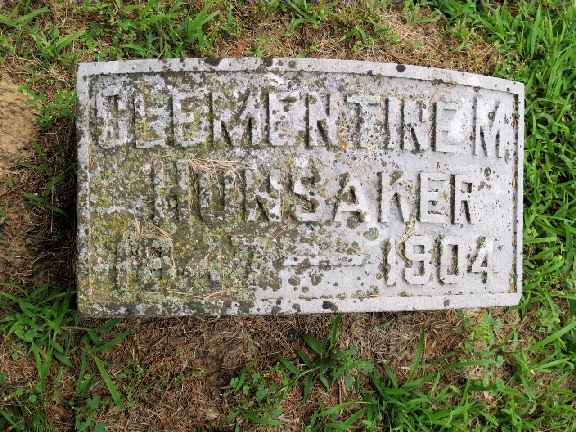 CLEMENTINE M.
HUNSAKER
1904